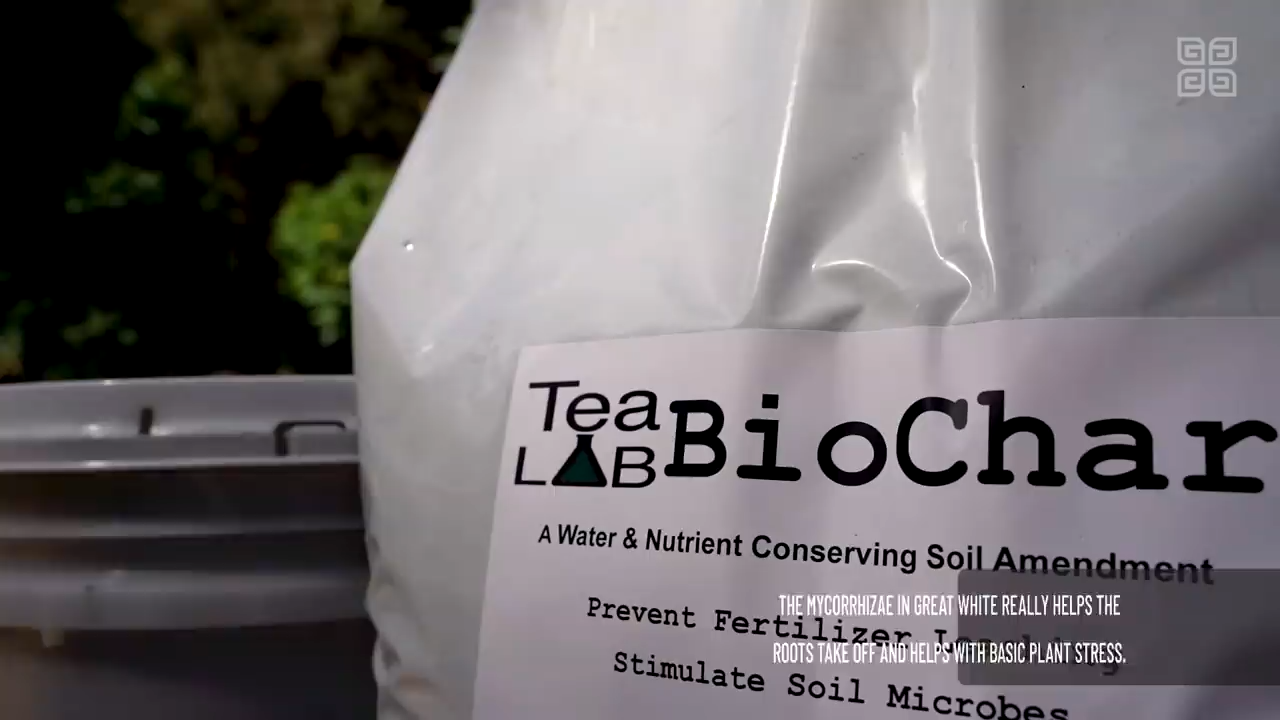 Tea
LAB
BioChar
A Water & Nutrient Conserving Soil Amendment
Prevent Fertilizer
Stimulate Soil Microbes
THE MYCORRHIZAE IN GREAT WHITE REALLY HELPS THE
ROOTS TAKE OFF AND HELPS WITH BASIC PLANT STRESS.